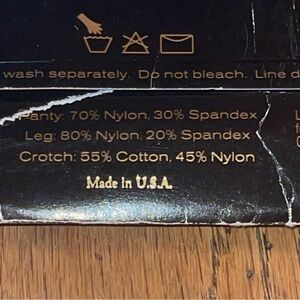 wash separately. Do not bleach. Line
Panty: 70% Nylon, 30% Spandex
Leg: 80% Nylon, 20% Spandex
Crotch: 55% Cotton, 45% Nylon
Made in U.S.A.